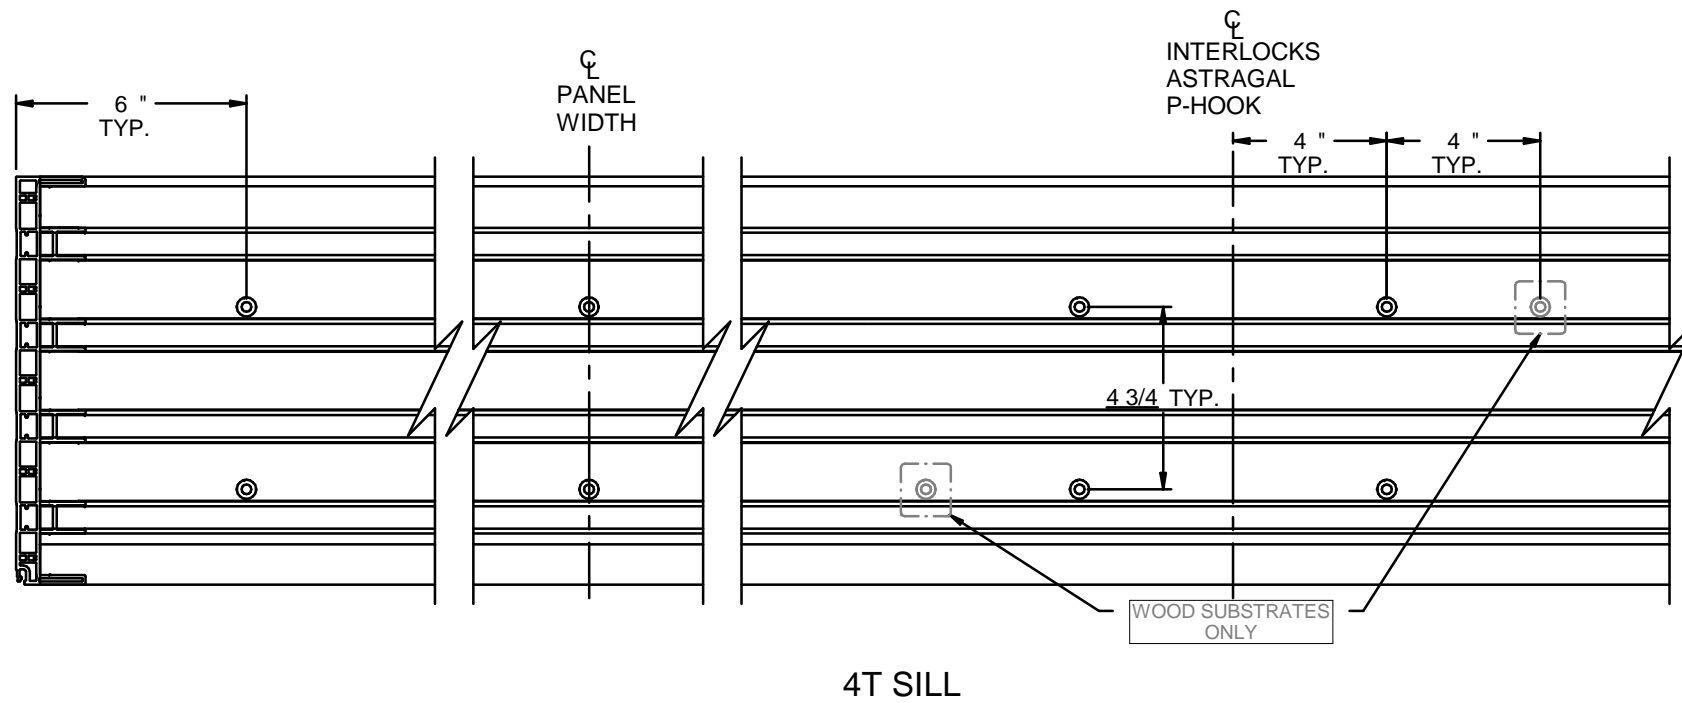 ℄
INTERLOCKS
ASTRAGAL
P-HOOK
℄
PANEL
WIDTH
6 "
TYP.
4 "
TYP.
4 "
TYP.
4 3/4 TYP.
WOOD SUBSTRATES
ONLY
4T SILL